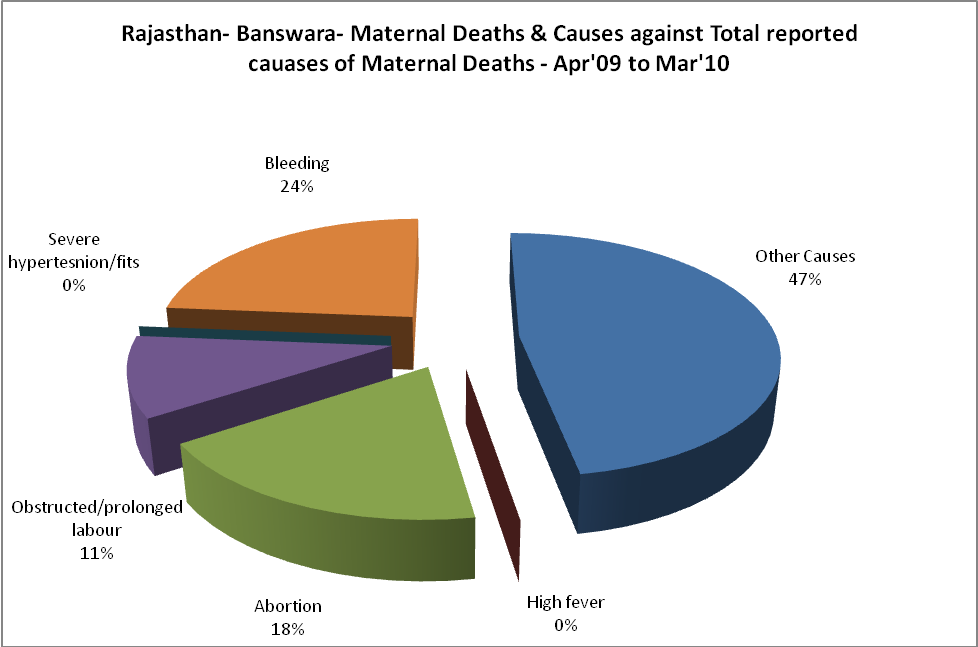 Rajasthan- Banswara- Maternal Deaths & Causes against Total reported
cauases of Maternal Deaths - Apr'09 to Mar'10
Bleeding
24%
Severe
hypertesnion/fits
0%
Other Causes
47%
Obstructed/prolonged
labour
11%
Abortion
18%
High fever
0%